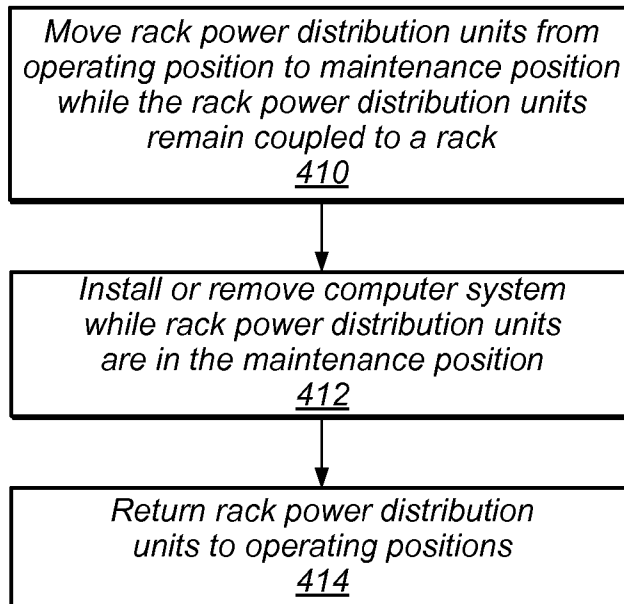 Move rack power distribution units from
operating position to maintenance position
while the rack power distribution units
remain coupled to a rack
410
Install or remove computer system
while rack power distribution units
are in the maintenance position
412
Return rack power distribution
units to operating positions
414